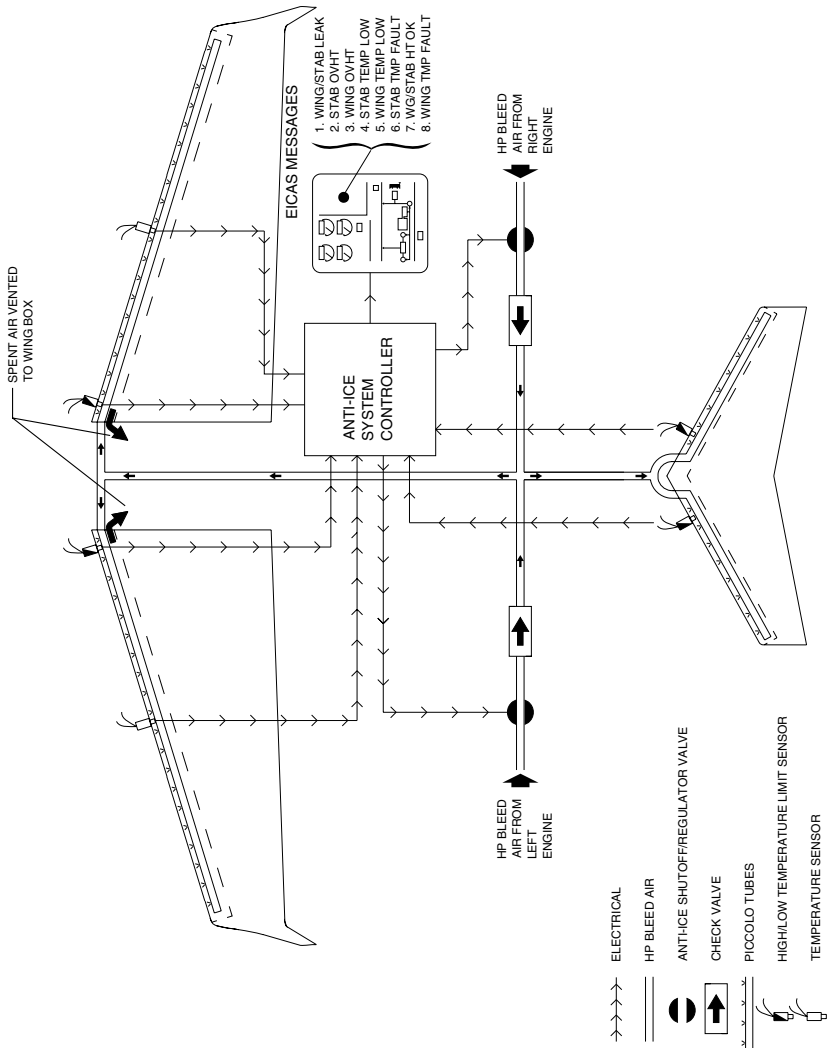 SPENT AIR VENTED
TO WING BOX
EICAS MESSAGES
1. WING/STAB LEAK
2. STAB OVHT
3. WING OVHT
4. STAB TEMP LOW
5. WING TEMP LOW
6. STAB TMP FAULT
7. WG/STAB HT OK
8. WING TMP FAULT
ANTI-ICE
SYSTEM
CONTROLLER
HP BLEED
AIR FROM
RIGHT
ENGINE
HP BLEED
AIR FROM
LEFT
ENGINE
ELECTRICAL
HP BLEED AIR
ANTI-ICE SHUTOFF/REGULATOR VALVE
CHECK VALVE
PICCOLO TUBES
HIGH/LOW TEMPERATURE LIMIT SENSOR
TEMPERATURE SENSOR